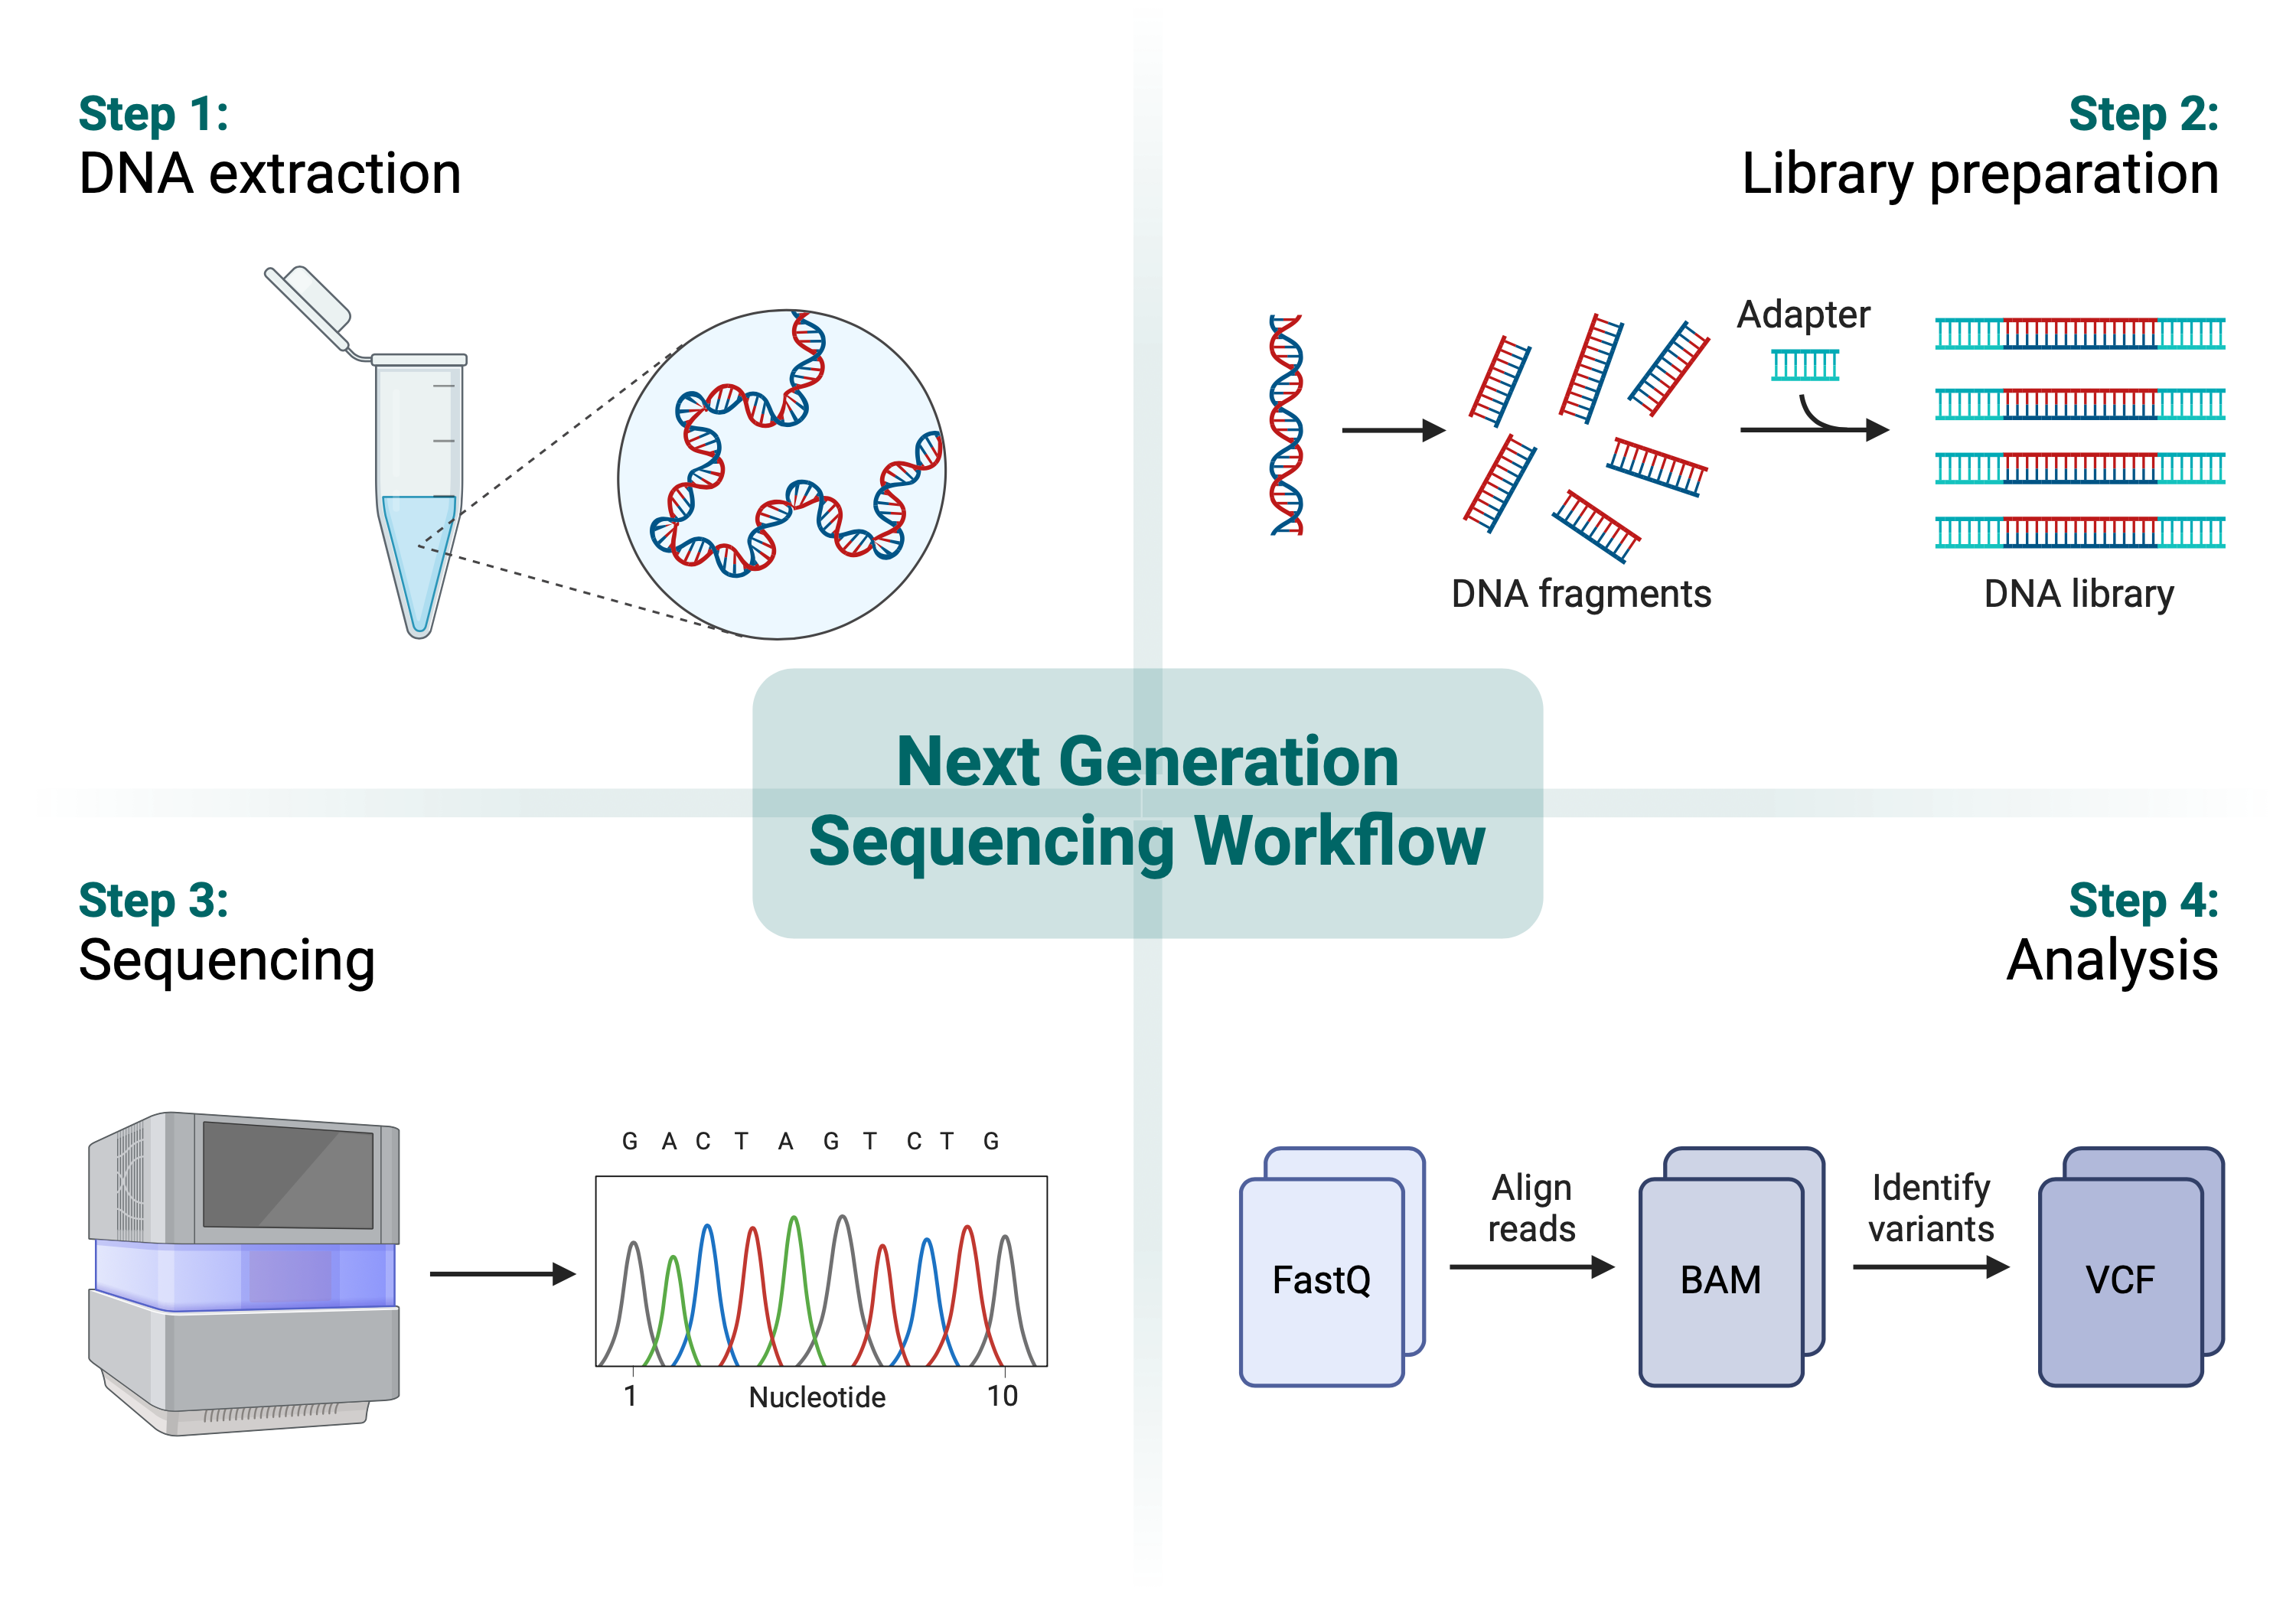 Step 1:
DNA extraction
Step 2:
Library preparation
Adapter
DNA fragments
DNA library
Next Generation
Sequencing Workflow
Step 3:
Sequencing
G A C T A G T C T G
1 Nucleotide 10
Step 4:
Analysis
FastQ
Align
reads
BAM
Identify
variants
VCF